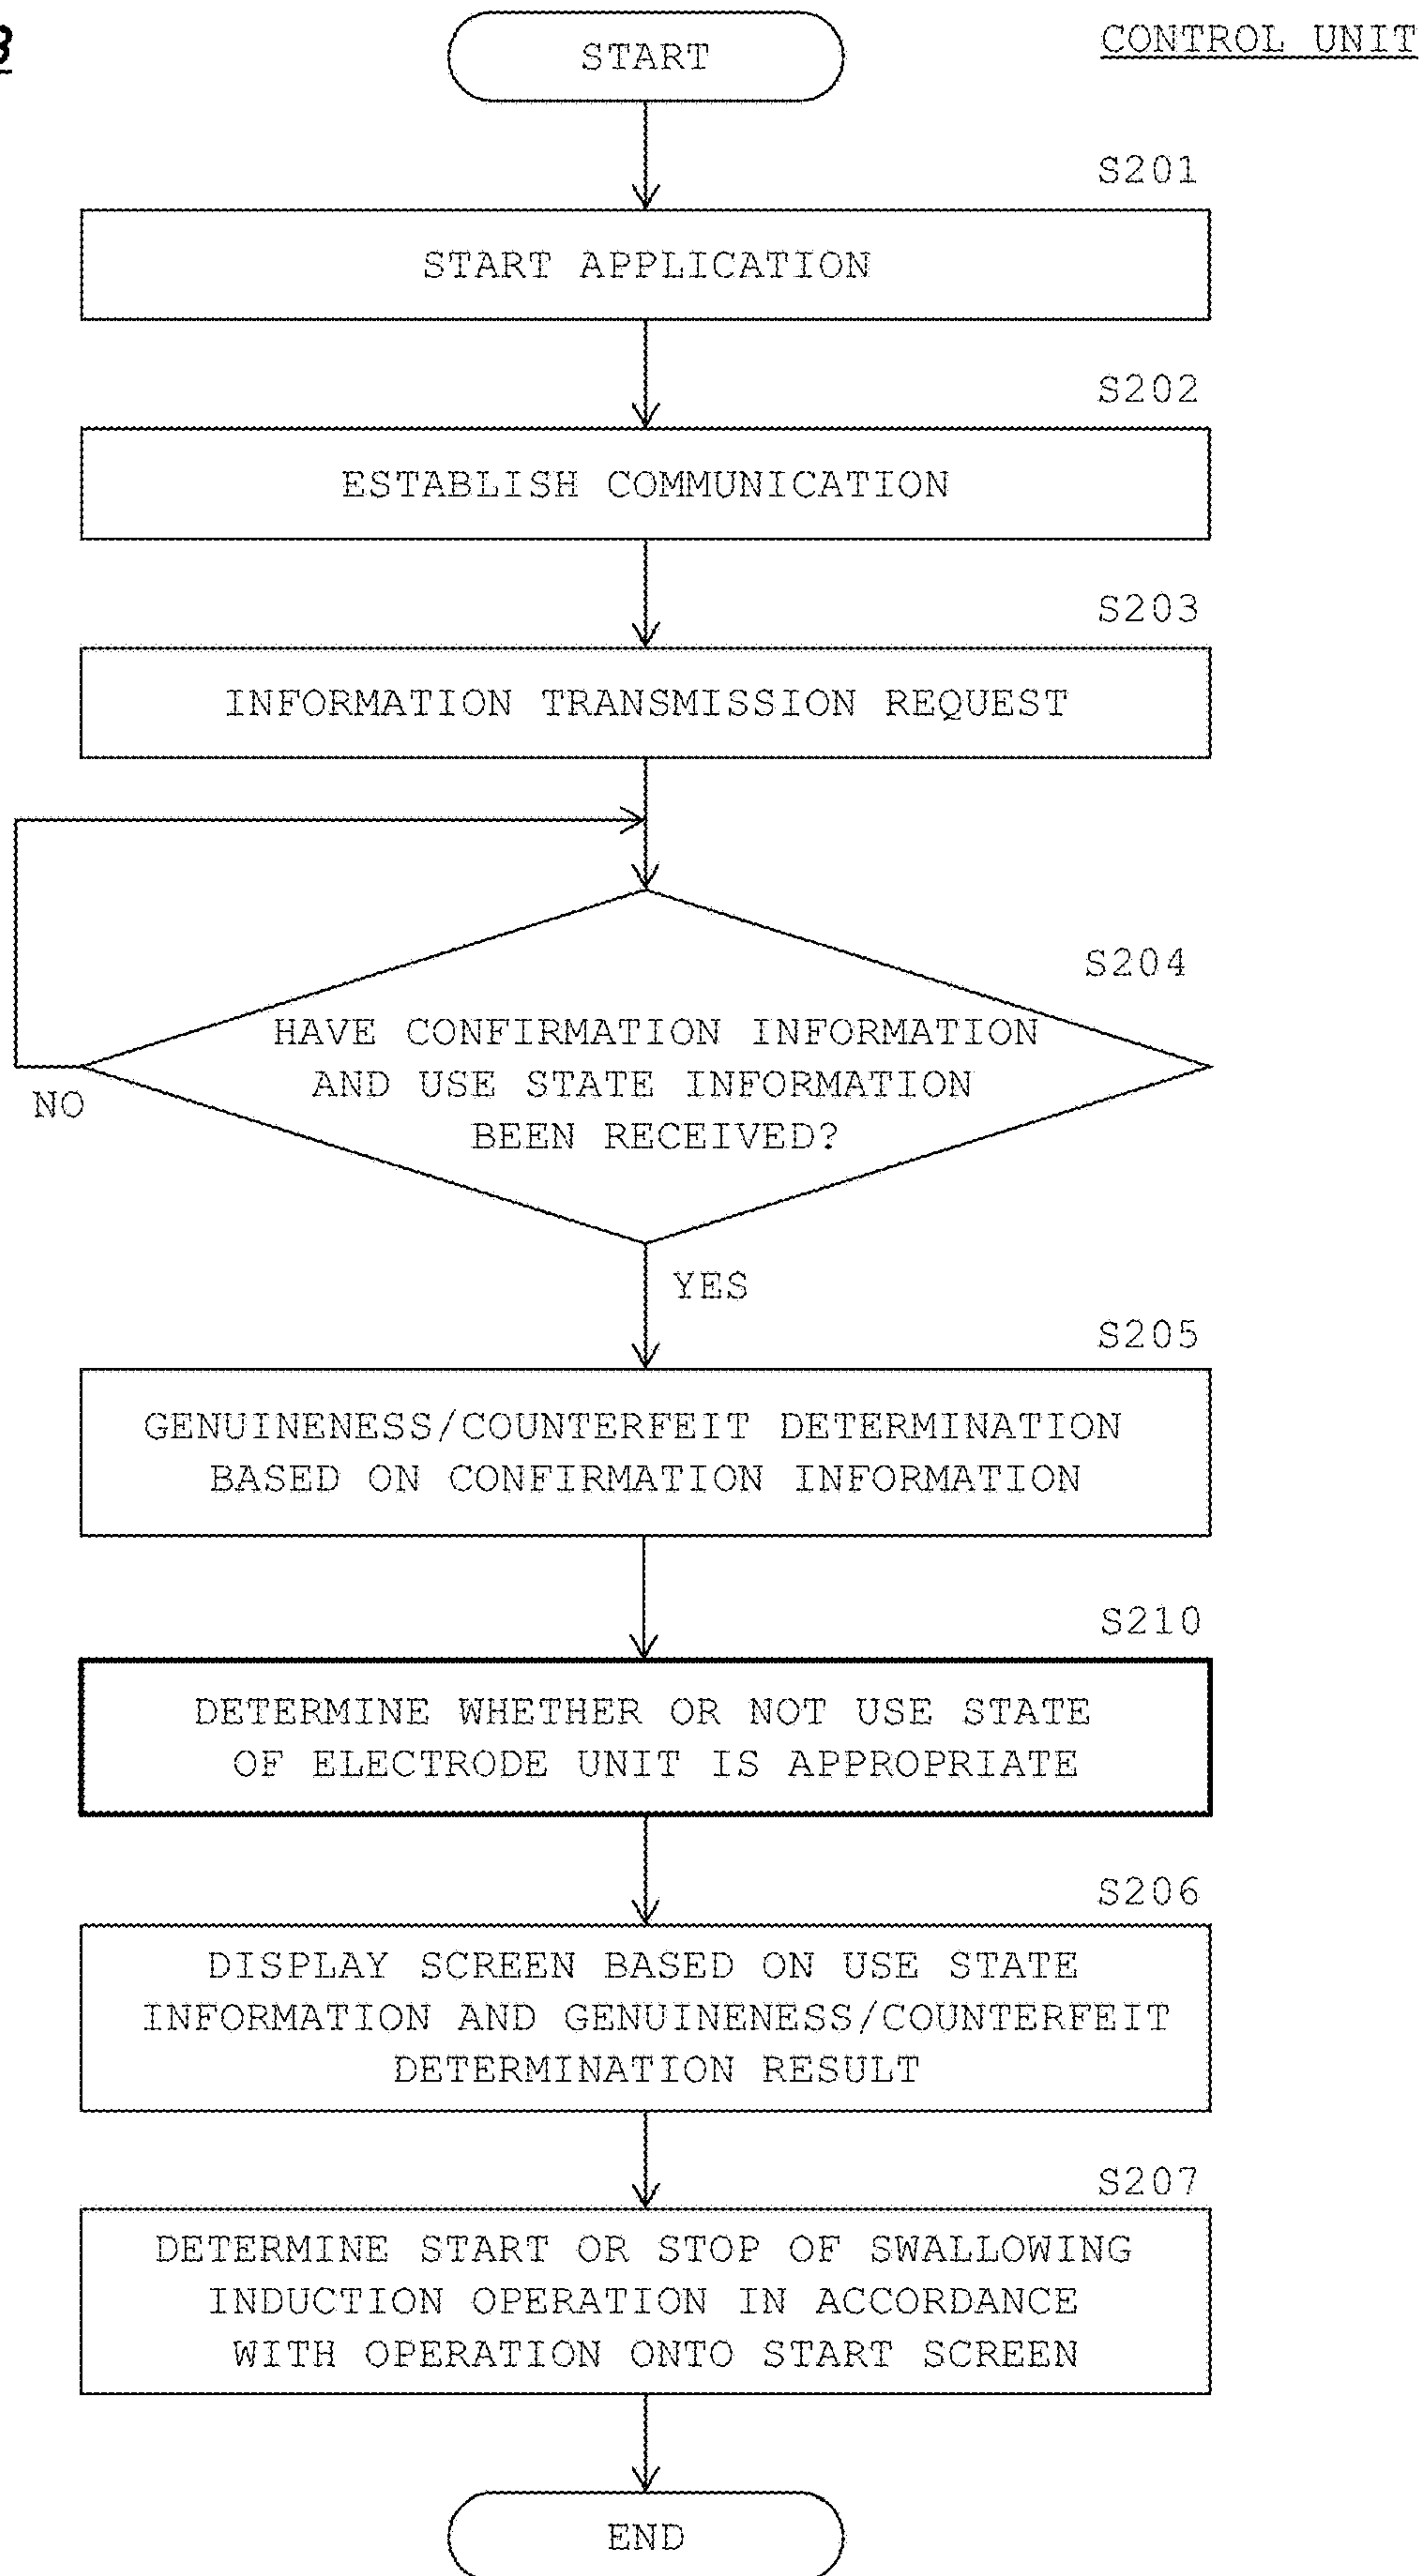 CONTROL UNIT
START
S201
START APPLICATION
S202
ESTABLISH COMMUNICATION
S203
INFORMATION TRANSMISSION REQUEST
S204
HAVE CONFIRMATION INFORMATION
AND USE STATE INFORMATION
BEEN RECEIVED?
NO
YES
S205
GENUINENESS/COUNTERFEIT DETERMINATION
BASED ON CONFIRMATION INFORMATION
S210
DETERMINE WHETHER OR NOT USE STATE
OF ELECTRODE UNIT IS APPROPRIATE
S206
DISPLAY SCREEN BASED ON USE STATE
INFORMATION AND GENUINENESS/COUNTERFEIT
DETERMINATION RESULT
S207
DETERMINE START OR STOP OF SWALLOWING
INDUCTION OPERATION IN ACCORDANCE
WITH OPERATION ONTO START SCREEN
END